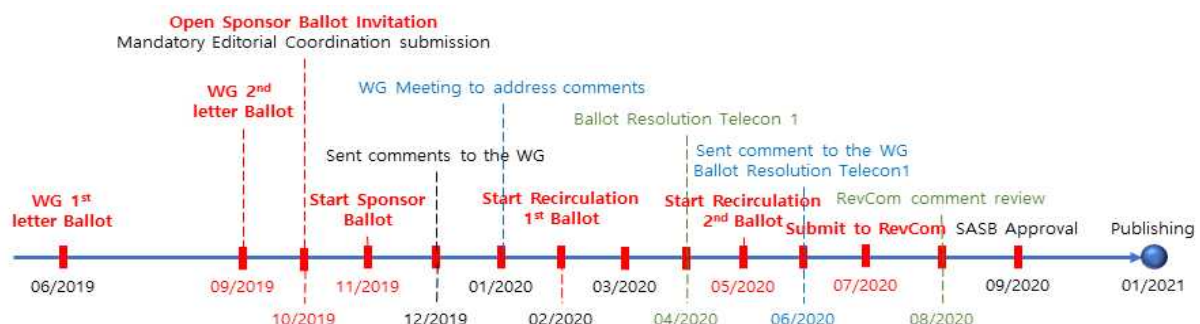 Open Sponsor Ballot Invitation
Mandatory Editorial Coordination submission
WG 2nd
letter Ballot
WG Meeting to address comments
Ballot Resolution Telecon 1
Sent comments to the WG
Sent comment to the WG
Ballot Resolution Telecon1
WG 1st
letter Ballot
Start Sponsor
Ballot
Start Recirculation
1st Ballot
Start Recirculation
2nd Ballot
Submit to RevCom
RevCom comment review
SASB Approval
Publishing
06/2019
09/2019
10/2019
11/2019
12/2019
01/2020
02/2020
03/2020
04/2020
05/2020
06/2020
07/2020
08/2020
09/2020
01/2021